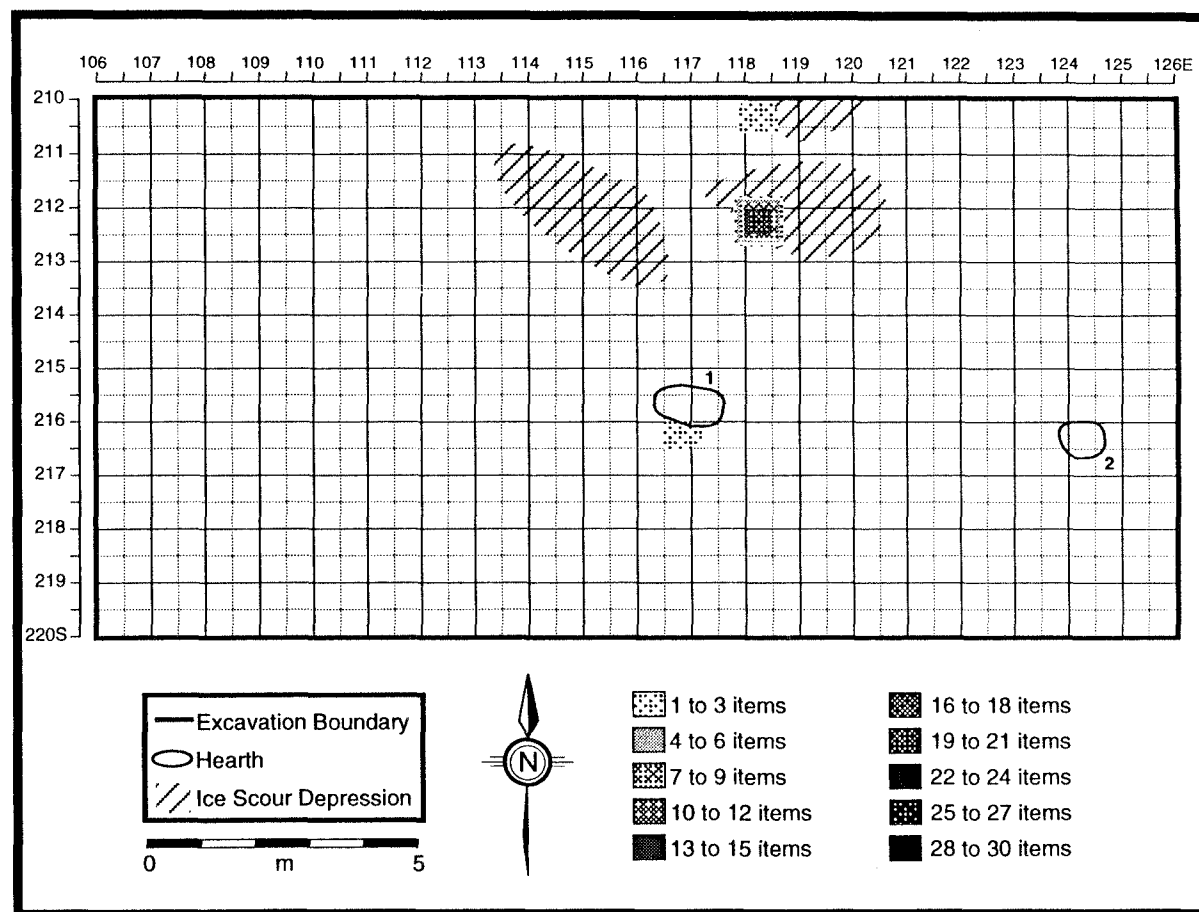 106 107 108 109 110 111 112 113 114 115 116 117 118 119 120 121 122 123 124 125 126E
210
211
212
213
214
215
1
216
2
217
218
219
220S
Excavation Boundary
Hearth
Ice Scour Depression
0 m 5
N
1 to 3 items
4 to 6 items
7 to 9 items
10 to 12 items
13 to 15 items
16 to 18 items
19 to 21 items
22 to 24 items
25 to 27 items
28 to 30 items